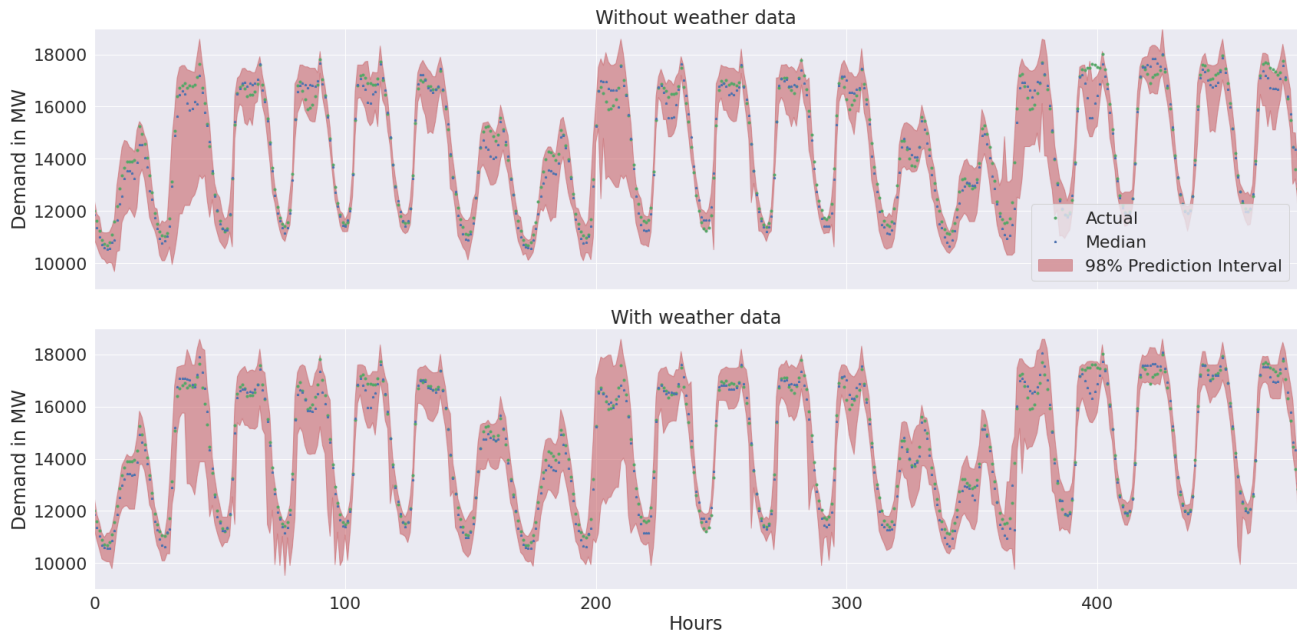 Without weather data
Demand in MW
18000
16000
14000
12000
10000
Actual
Median
98% Prediction Interval
With weather data
Demand in MW
18000
16000
14000
12000
10000
0
100
200
300
400
Hours